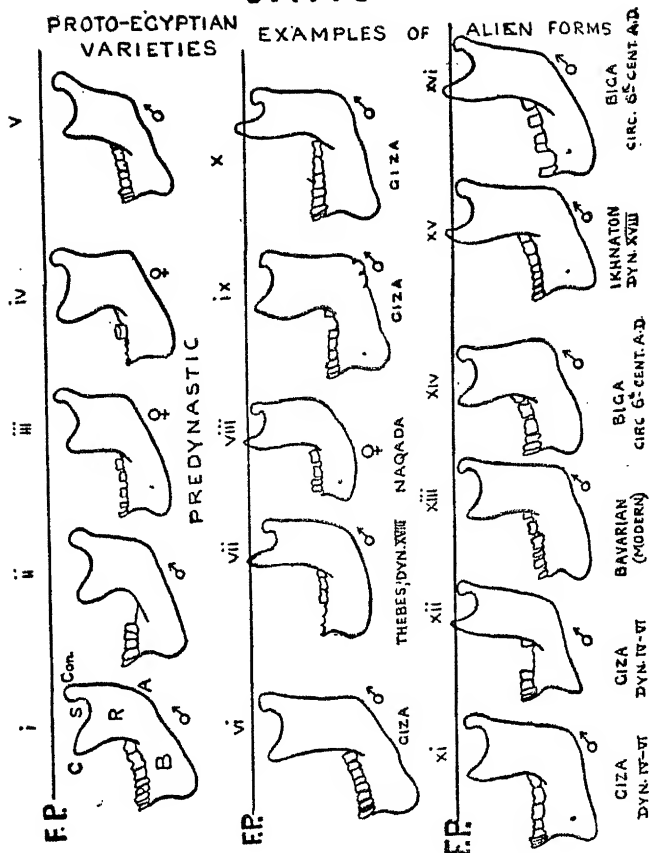 PROTO-EGYPTIAN
VARIETIES
EXAMPLES OF ALIEN FORMS
V
♂
iv
♀
iii
♀
ii
♂
i
♂
PREDYNASTIC
Con.
S
C
R
A
B
F.P.
X
♂
GIZA
ix
♂
GIZA
viii
♀
NAQADA
vii
♂
THEBES, DYN. XVIII
vi
♂
GIZA
F.P.
xvi
♂
BIGA
CIRC. 6th CENT. A.D.
XV
♂
IKHNATON
DYN. XVIII
xiv
♂
BIGA
CIRC 6th CENT. A.D.
xiii
♂
BAVARIAN
(MODERN)
xii
♂
GIZA
DYN. IV-VI
xi
♂
GIZA
DYN. IV-VI
F.P.